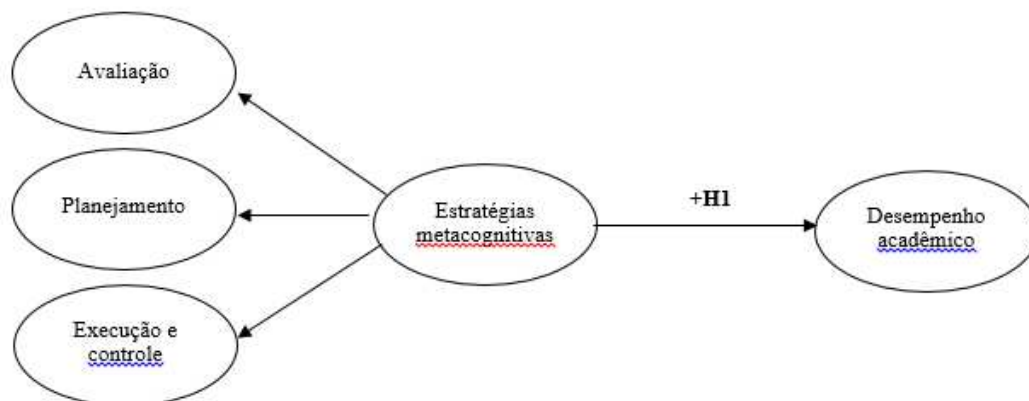 Avaliação
Planejamento
Execução e
controle
Estratégias
metacognitivas
+H1
Desempenho
acadêmico